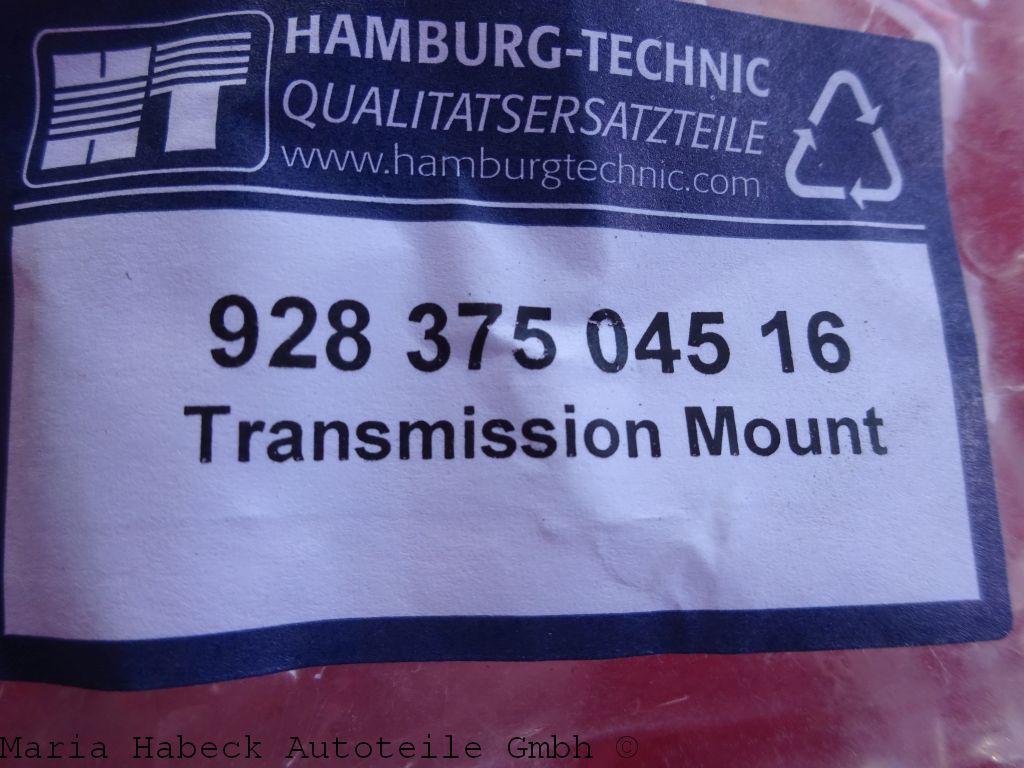 HT
HAMBURG-TECHNIC
QUALITATSERSATZTEILE
www.hamburgtechnic.com
928 375 045 16
Transmission Mount
Maria Habeck Autoteile Gmbh ©